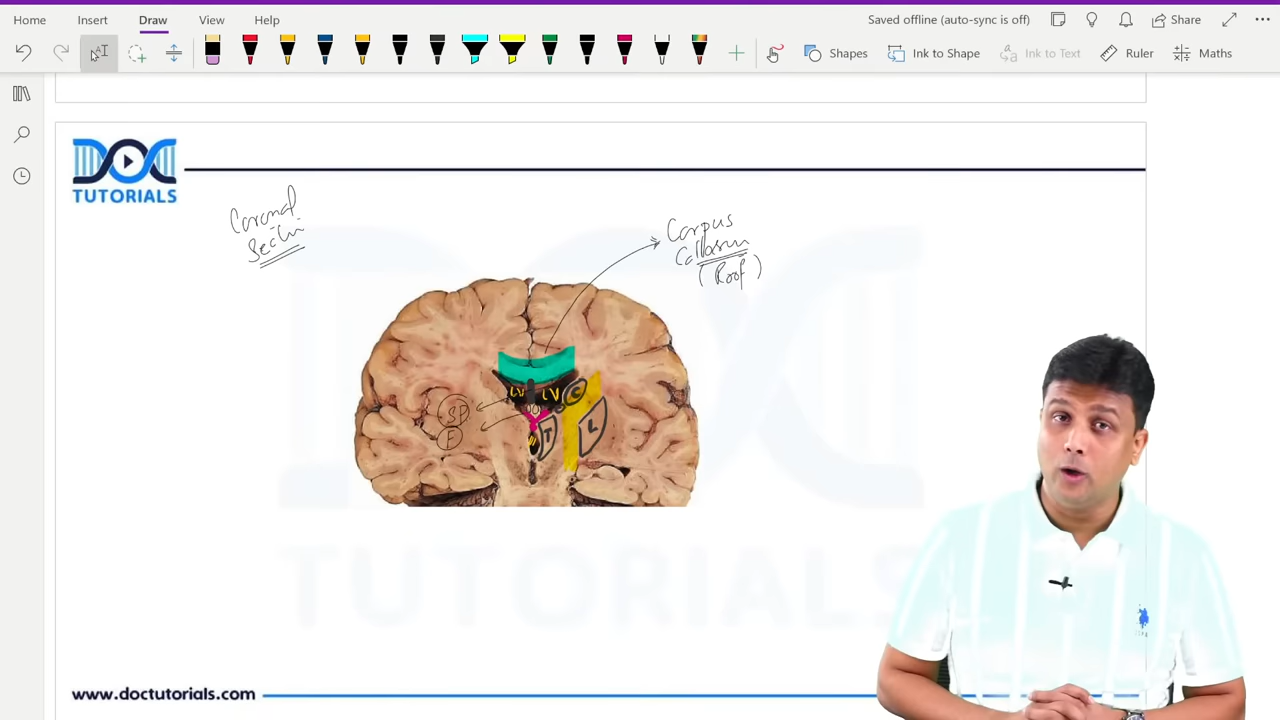 Home Insert Draw View Help Saved offline (auto-sync is off) Share
Shapes Ink to Shape Ink to Text Ruler Maths
DOC
TUTORIALS
Coronal
Corpus
Callosum
(Roof)
LV LV C
SP
F T L
TUTORIALS
www.doctutorials.com